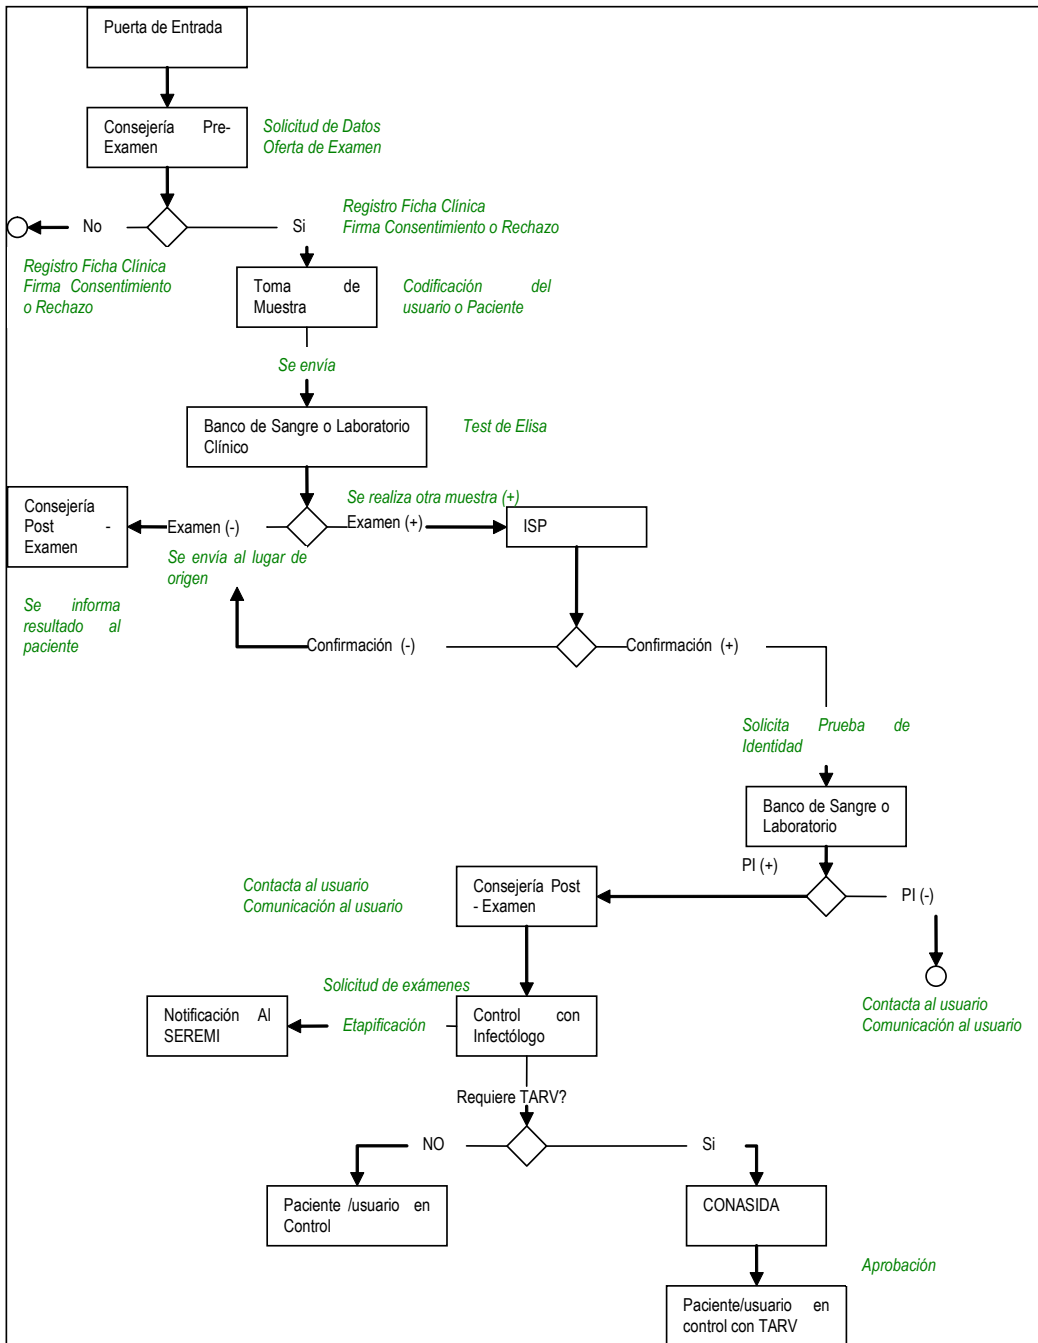 Puerta de Entrada
Consejería Pre-
Examen
Solicitud de Datos
Oferta de Examen
No
Si
Registro Ficha Clínica
Firma Consentimiento o Rechazo
Registro Ficha Clínica
Firma Consentimiento
o Rechazo
Toma de
Muestra
Codificación del
usuario o Paciente
Se envía
Banco de Sangre o Laboratorio
Clínico
Test de Elisa
Consejería
Post -
Examen
Examen (-)
Se realiza otra muestra (+)
Examen (+)
ISP
Se envía al lugar de
origen
Se informa
resultado al
paciente
Confirmación (-)
Confirmación (+)
Solicita Prueba de
Identidad
Banco de Sangre o
Laboratorio
PI (+)
PI (-)
Contacta al usuario
Comunicación al usuario
Consejería Post
- Examen
Contacta al usuario
Comunicación al usuario
Solicitud de exámenes
Notificación Al
SEREMI
Etapificación
Control con
Infectólogo
Requiere TARV?
NO
Si
Paciente /usuario en
Control
CONASIDA
Aprobación
Paciente/usuario en
control con TARV